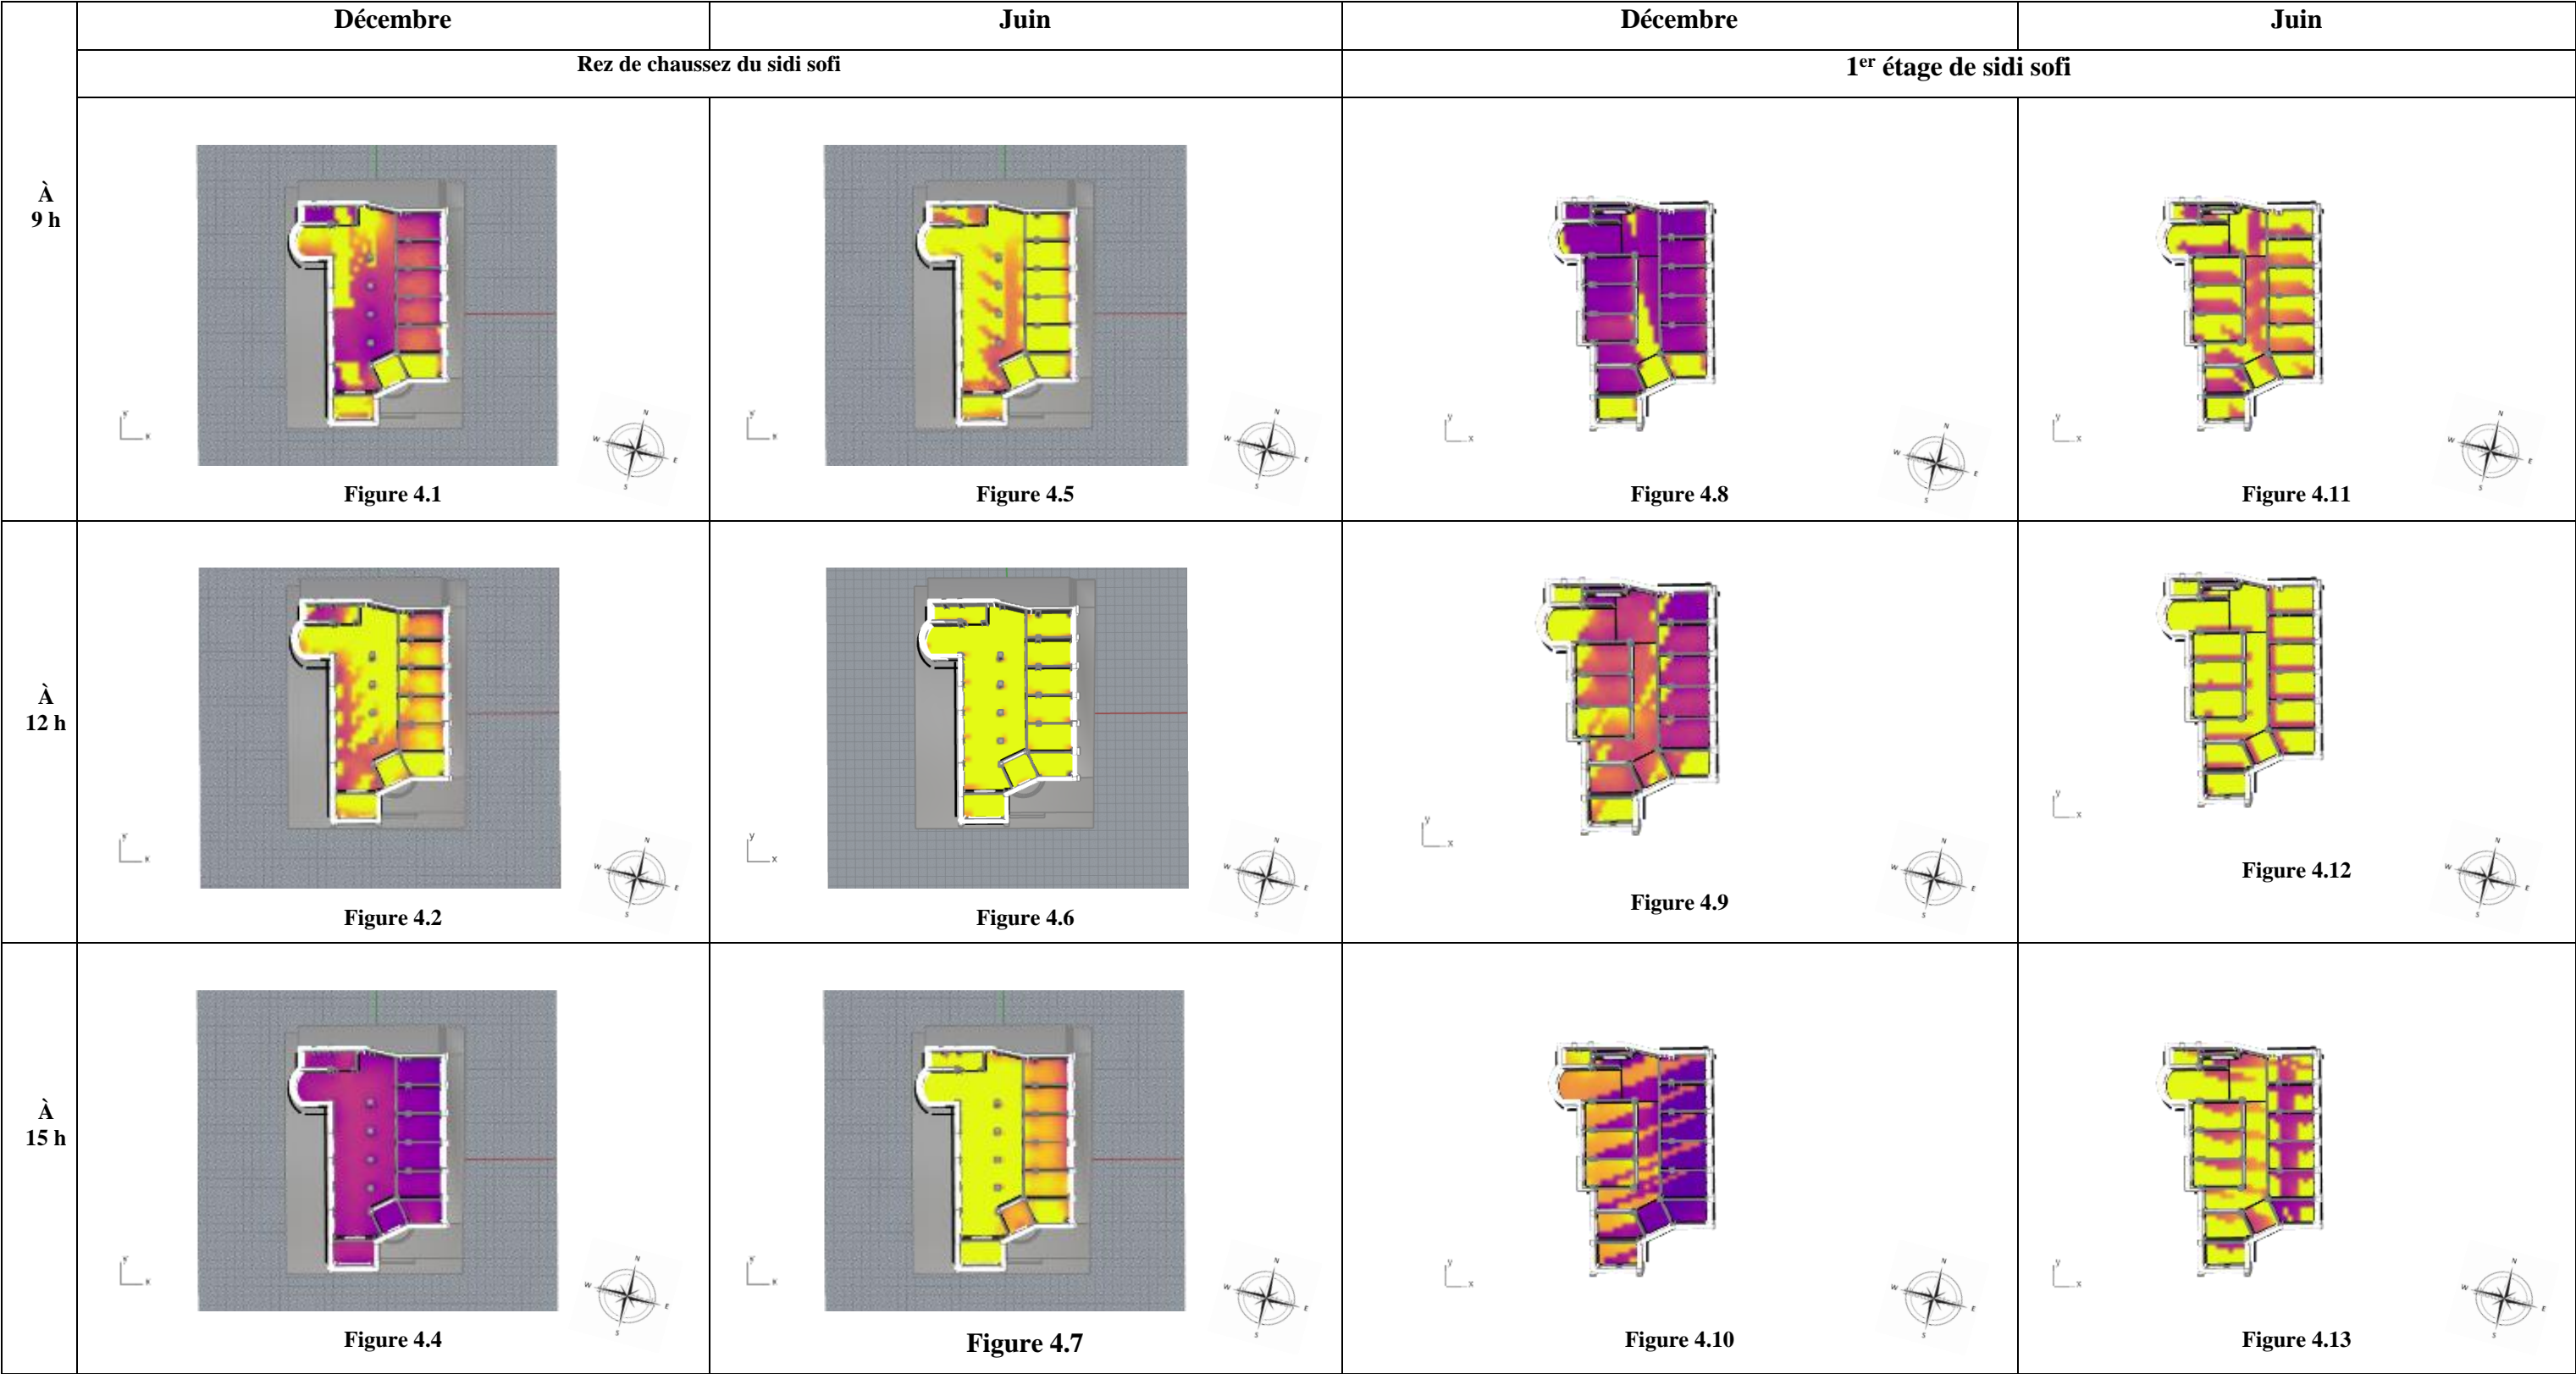 Décembre
Juin
Décembre
Juin
Rez de chaussez du sidi sofi
1er étage de sidi sofi
À
9 h
y
x
N
W
E
S
Figure 4.1
y
x
N
W
E
S
Figure 4.5
y
x
N
W
E
S
Figure 4.8
y
x
N
W
E
S
Figure 4.11
À
12 h
y
x
N
W
E
S
Figure 4.2
y
x
N
W
E
S
Figure 4.6
y
x
N
W
E
S
Figure 4.9
y
x
N
W
E
S
Figure 4.12
À
15 h
y
x
N
W
E
S
Figure 4.4
y
x
N
W
E
S
Figure 4.7
y
x
N
W
E
S
Figure 4.10
y
x
N
W
E
S
Figure 4.13